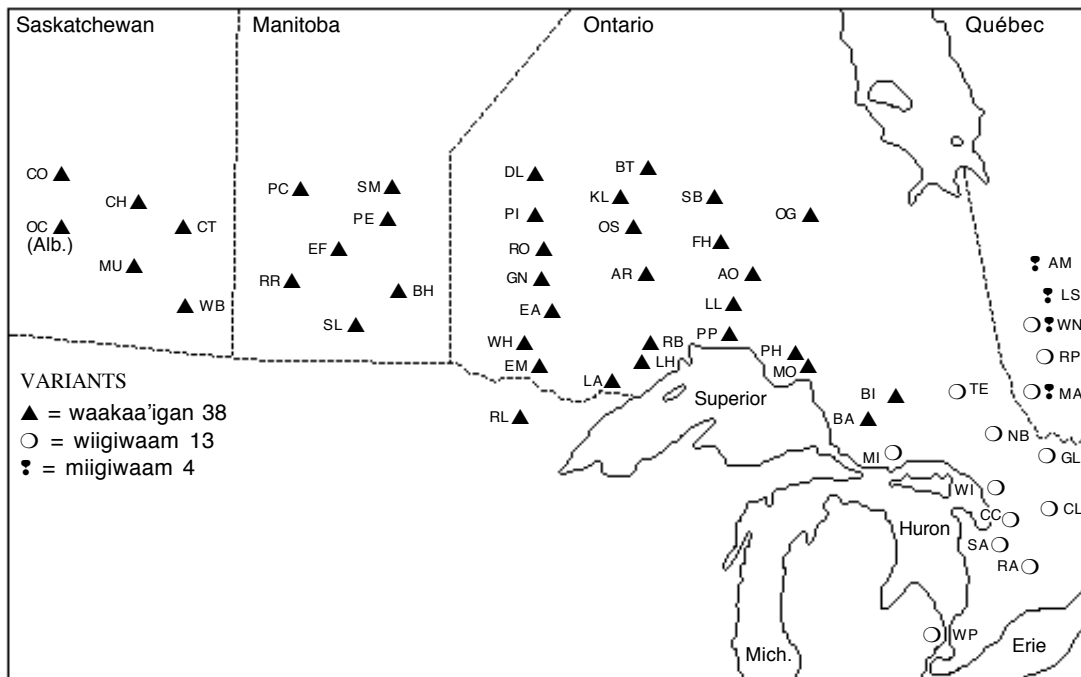 Saskatchewan Manitoba Ontario Québec
CO
CH
OC
(Alb.)
CT
MU
WB
PC
SM
PE
EF
RR
BH
SL
DL
BT
KL
SB
PI
OG
OS
RO
FH
GN
AR
AO
EA
LL
WH
RB
PP
EM
LH
PH
LA
MO
RL
BI
BA
TE
AM
LS
WN
RP
MA
NB
MI
GL
WI
CC
CL
SA
RA
WP
Superior
Huron
Mich.
Erie
VARIANTS
▲ = waakaa'igan 38
❍ = wiigiwaam 13
❣ = miigiwaam 4